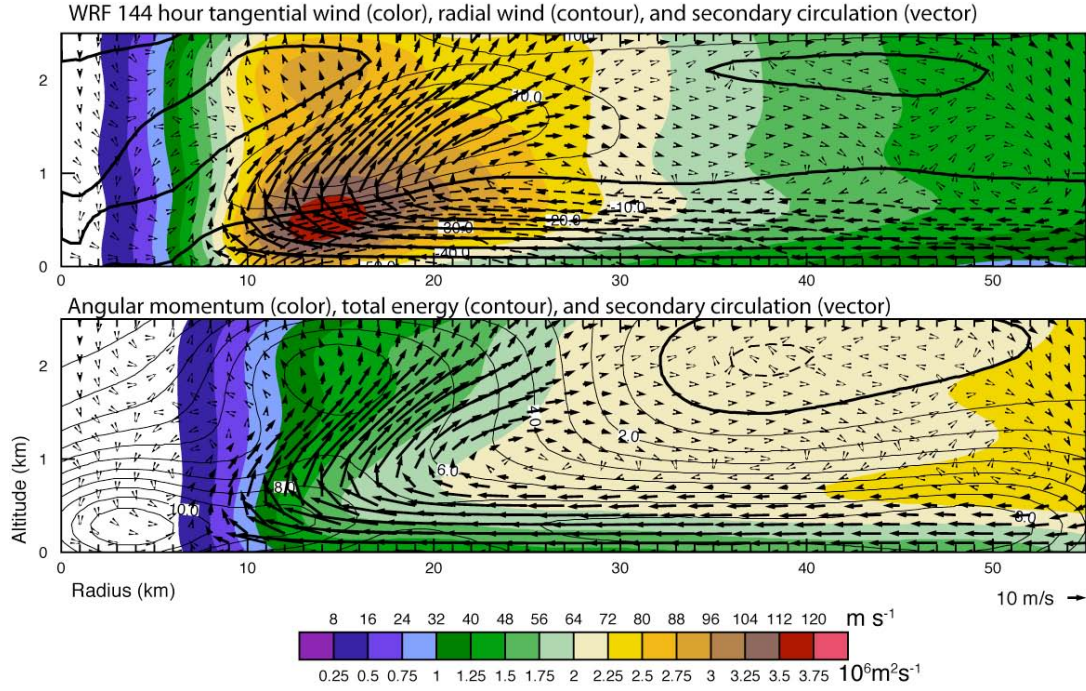 WRF 144 hour tangential wind (color), radial wind (contour), and secondary circulation (vector)
2
1
0
10.0
10.0
-10.0
-20.0
-30.0
-40.0
0 10 20 30 40 50
Angular momentum (color), total energy (contour), and secondary circulation (vector)
Altitude (km)
2
1
0
4.0
2.0
6.0
8.0
10.0
0 10 20 30 40 50
Radius (km)
10 m/s
8 16 24 32 40 48 56 64 72 80 88 96 104 112 120 m s-1
0.25 0.5 0.75 1 1.25 1.5 1.75 2 2.25 2.5 2.75 3 3.25 3.5 3.75 10⁶m²s⁻¹